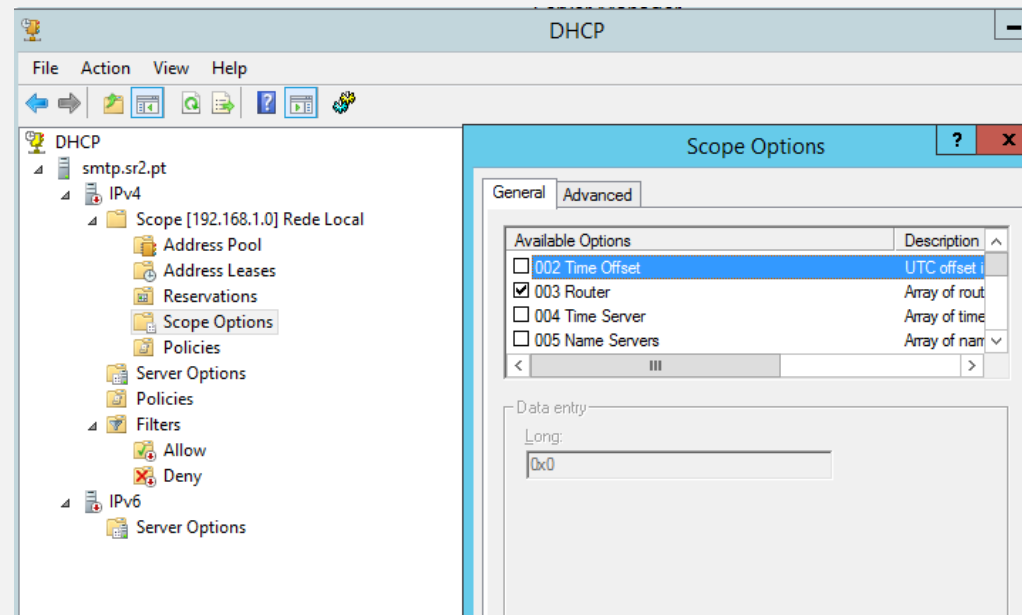 DHCP
File Action View Help
DHCP
smtp.sr2.pt
IPv4
Scope [192.168.1.0] Rede Local
Address Pool
Address Leases
Reservations
Scope Options
Policies
Server Options
Policies
Filters
Allow
Deny
IPv6
Server Options
Scope Options
General Advanced
Available Options Description
002 Time Offset UTC offset i
003 Router Array of rout
004 Time Server Array of time
005 Name Servers Array of nam
Data entry
Long:
0x0